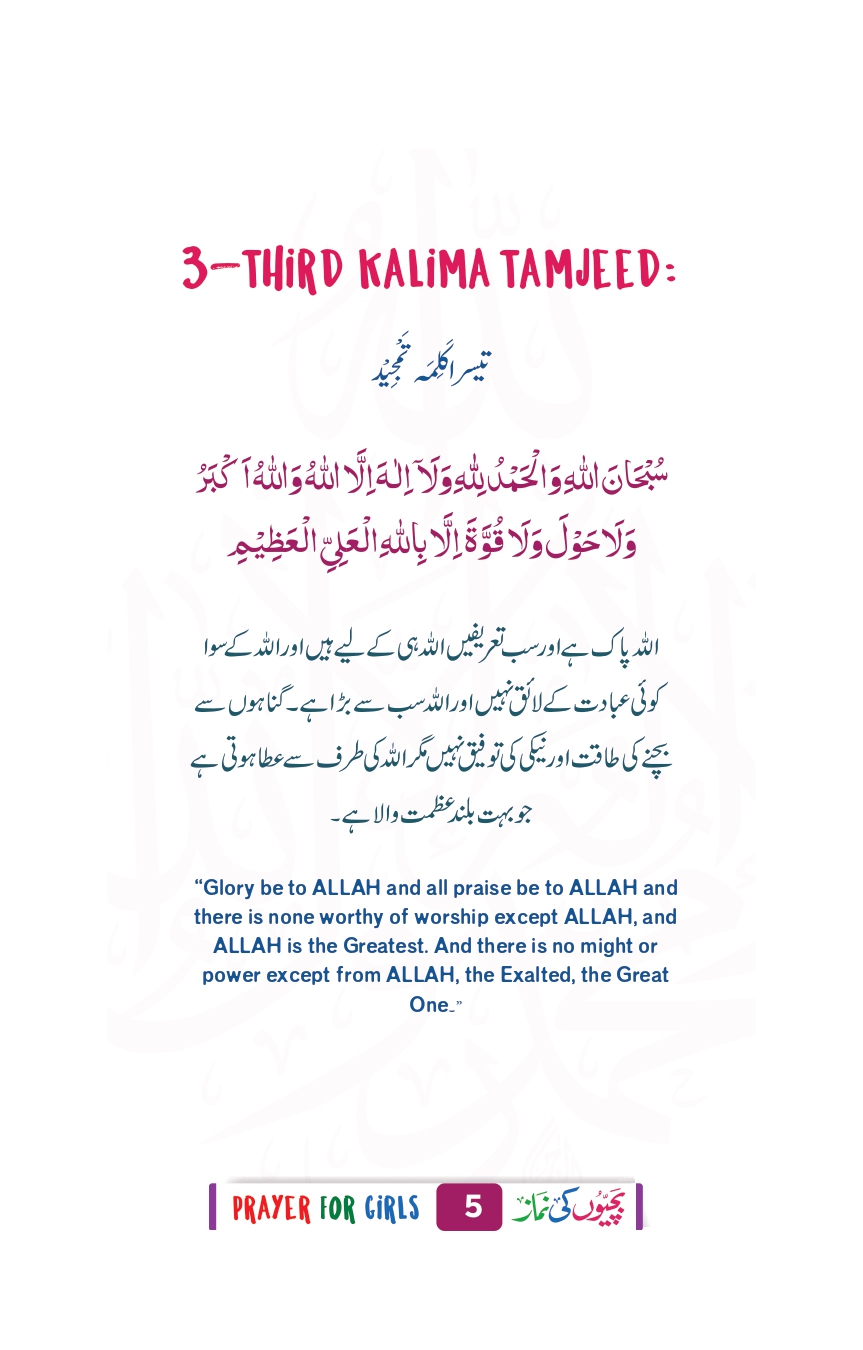 3-THIRD KALIMA TAMJEED:
تیسرا کَلِمَہ تَمْجِیْد
سُبْحَانَ اللّٰهِ وَالْحَمْدُ لِلّٰهِ وَلَآ اِلٰهَ اِلَّا اللّٰهُ وَاللّٰهُ اَكْبَرُ
وَلَا حَوْلَ وَلَا قُوَّةَ اِلَّا بِاللّٰهِ الْعَلِيِّ الْعَظِيْمِ
اللہ پاک ہے اور سب تعریفیں اللہ ہی کے لیے ہیں اور اللہ کے سوا
کوئی عبادت کے لائق نہیں اور اللہ سب سے بڑا ہے۔ گناہوں سے
بچنے کی طاقت اور نیکی کی توفیق نہیں مگر اللہ کی طرف سے عطا ہوتی ہے
جو بہت بلند عظمت والا ہے۔
“Glory be to ALLAH and all praise be to ALLAH and
there is none worthy of worship except ALLAH, and
ALLAH is the Greatest. And there is no might or
power except from ALLAH, the Exalted, the Great
One.”
PRAYER FOR GIRLS 5 بچیّوں کی نماز